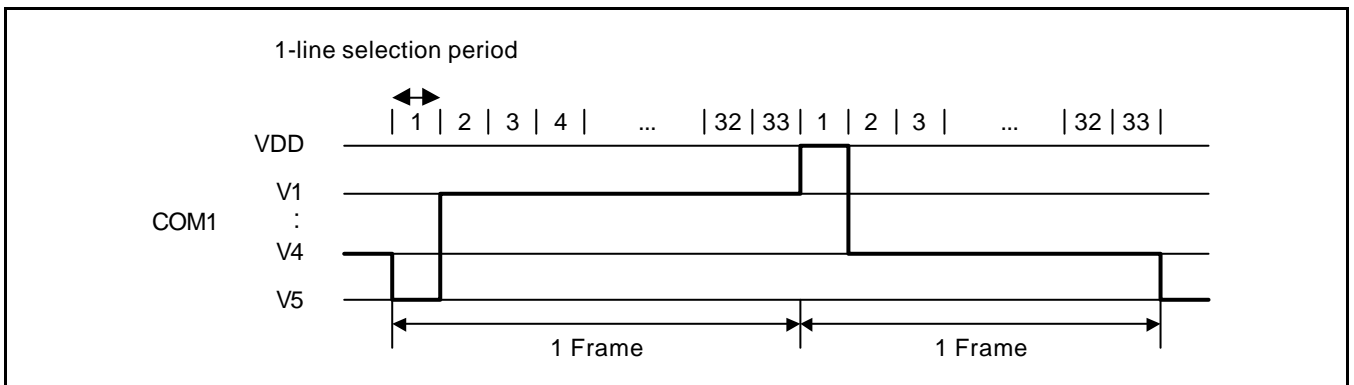 1-line selection period
| 1 | 2 | 3 | 4 | ... | 32 | 33 | 1 | 2 | 3 | ... | 32 | 33 |
VDD
V1
:
COM1
V4
V5
1 Frame 1 Frame